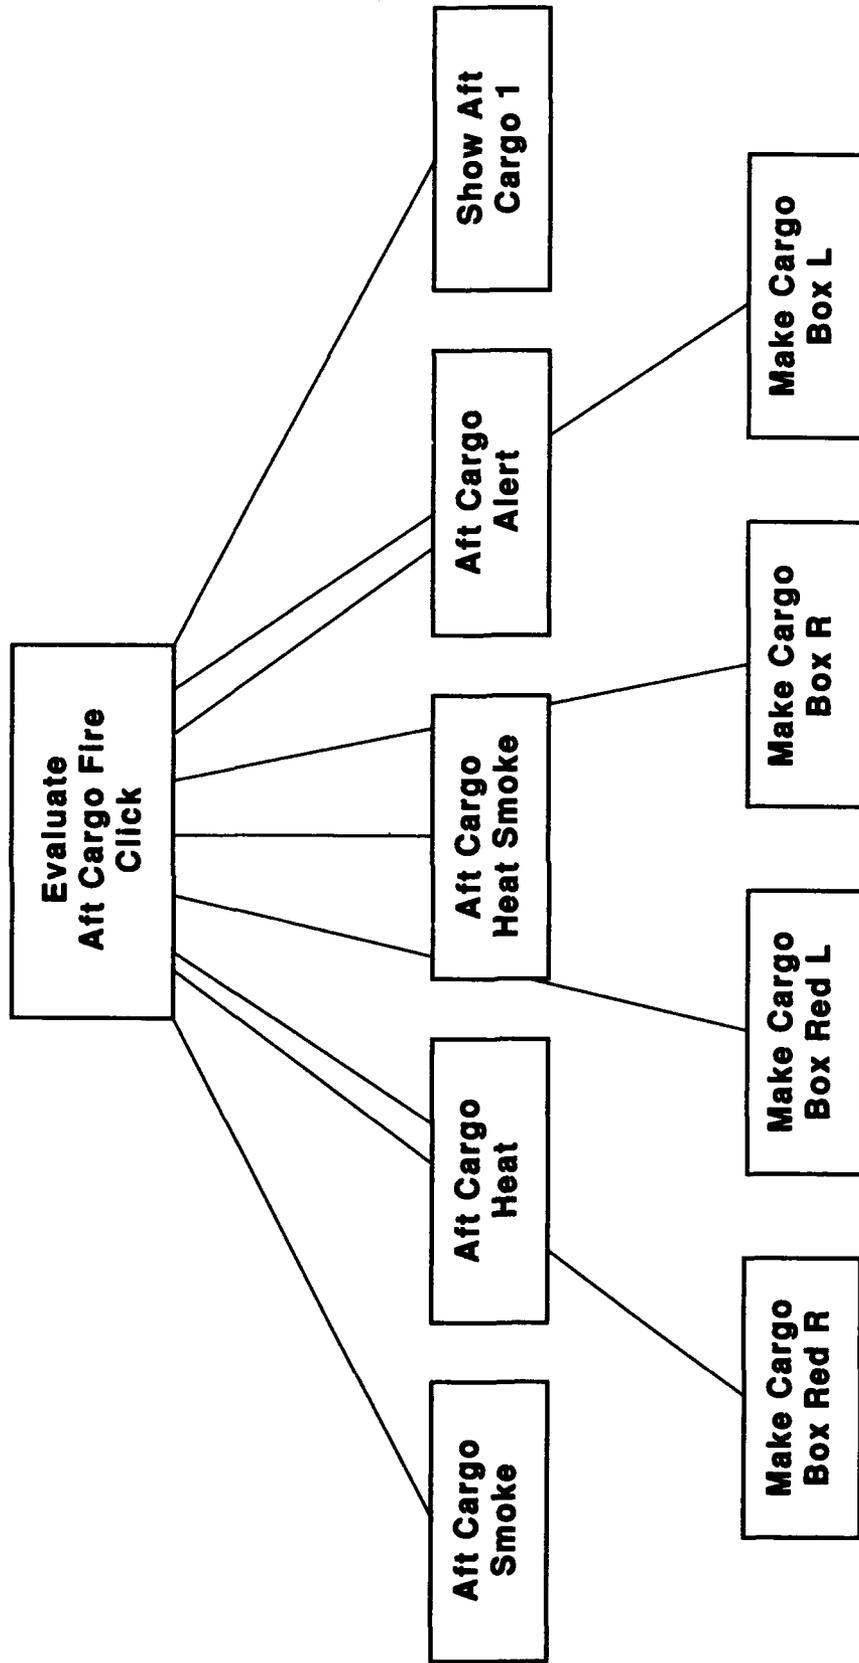 Evaluate
Aft Cargo Fire
Click
Aft Cargo
Smoke
Aft Cargo
Heat
Aft Cargo
Heat Smoke
Aft Cargo
Alert
Show Aft
Cargo 1
Make Cargo
Box Red R
Make Cargo
Box Red L
Make Cargo
Box R
Make Cargo
Box L